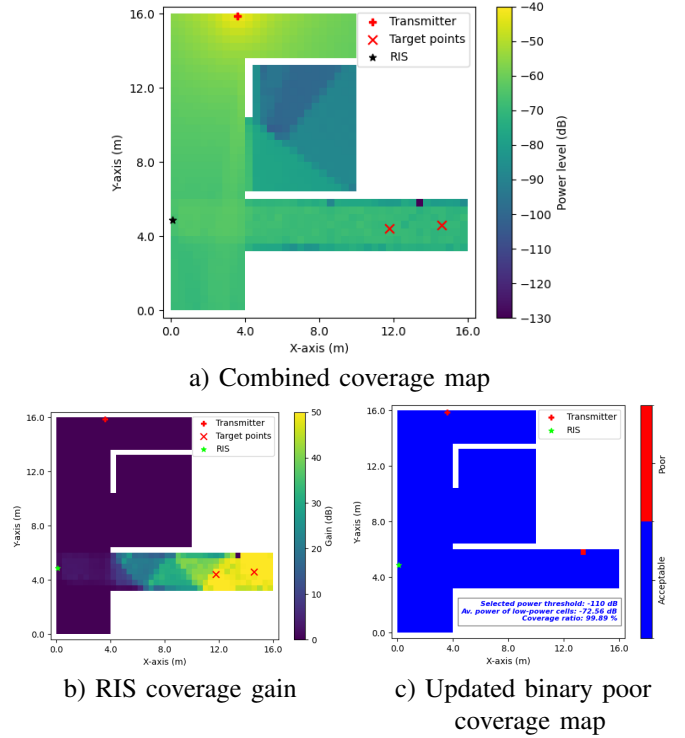 Transmitter
Target points
RIS
16.0
12.0
8.0
4.0
0.0
Y-axis (m)
0.0
4.0
8.0
12.0
16.0
X-axis (m)
−40
−50
−60
−70
−80
−90
−100
−110
−120
−130
Power level (dB)
a) Combined coverage map
Transmitter
Target points
RIS
16.0
12.0
8.0
4.0
0.0
Y-axis (m)
0.0
4.0
8.0
12.0
16.0
X-axis (m)
50
40
30
20
10
0
Gain (dB)
b) RIS coverage gain
Transmitter
RIS
16.0
12.0
8.0
4.0
0.0
Y-axis (m)
Selected power threshold: -110 dB
Av. power of low-power cells: -72.56 dB
Coverage ratio: 99.89 %
0.0
4.0
8.0
12.0
16.0
X-axis (m)
Poor
Acceptable
c) Updated binary poor
coverage map